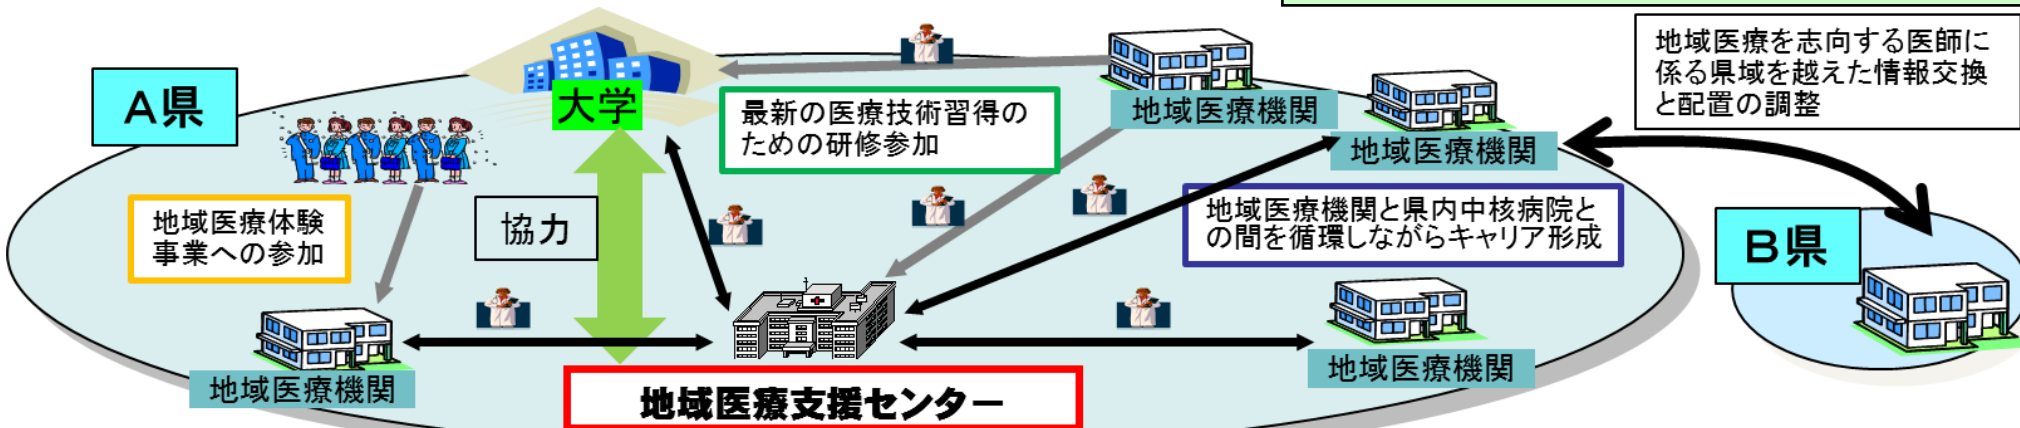 A県
大学
地域医療機関
地域医療を志向する医師に
係る県域を越えた情報交換
と配置の調整
最新の医療技術習得の
ための研修参加
地域医療機関
地域医療体験
事業への参加
協力
地域医療機関と県内中核病院と
の間を循環しながらキャリア形成
B県
地域医療機関
地域医療機関
地域医療支援センター